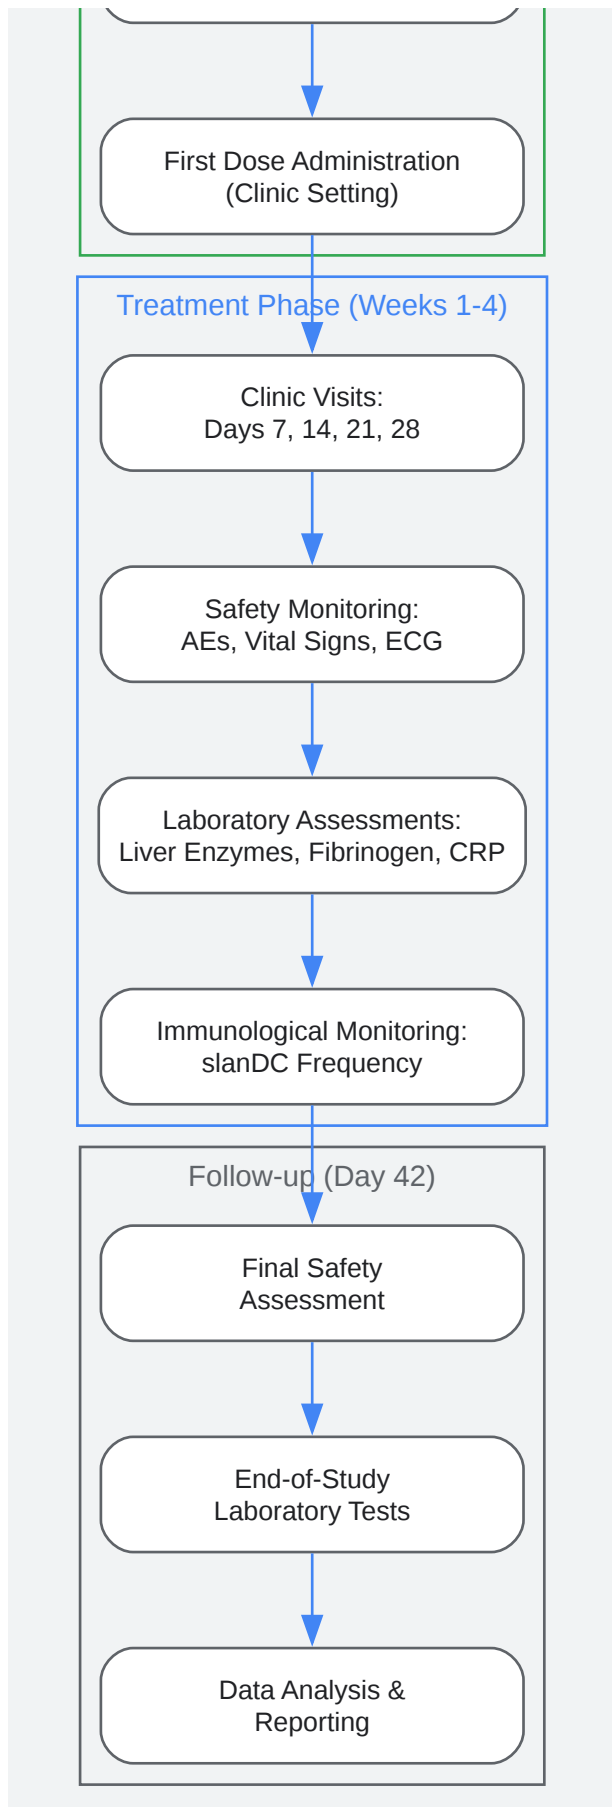 First Dose Administration
(Clinic Setting)
Treatment Phase (Weeks 1-4)
Clinic Visits:
Days 7, 14, 21, 28
Safety Monitoring:
AEs, Vital Signs, ECG
Laboratory Assessments:
Liver Enzymes, Fibrinogen, CRP
Immunological Monitoring:
slanDC Frequency
Follow-up (Day 42)
Final Safety
Assessment
End-of-Study
Laboratory Tests
Data Analysis &
Reporting